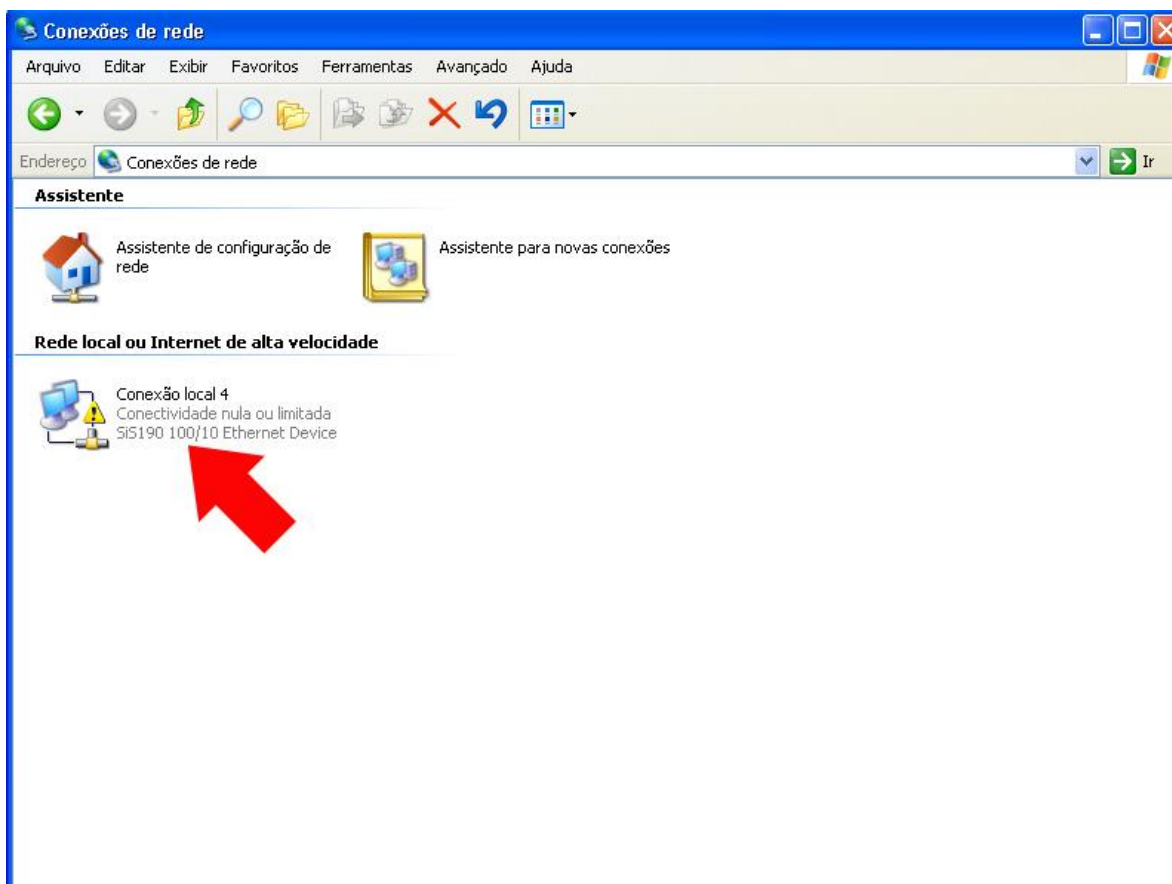 Conexões de rede
Arquivo Editar Exibir Favoritos Ferramentas Avançado Ajuda
Endereço Conexões de rede Ir
Assistente
Assistente de configuração de
rede
Assistente para novas conexões
Rede local ou Internet de alta velocidade
Conexão local 4
Conectividade nula ou limitada
SiS190 100/10 Ethernet Device